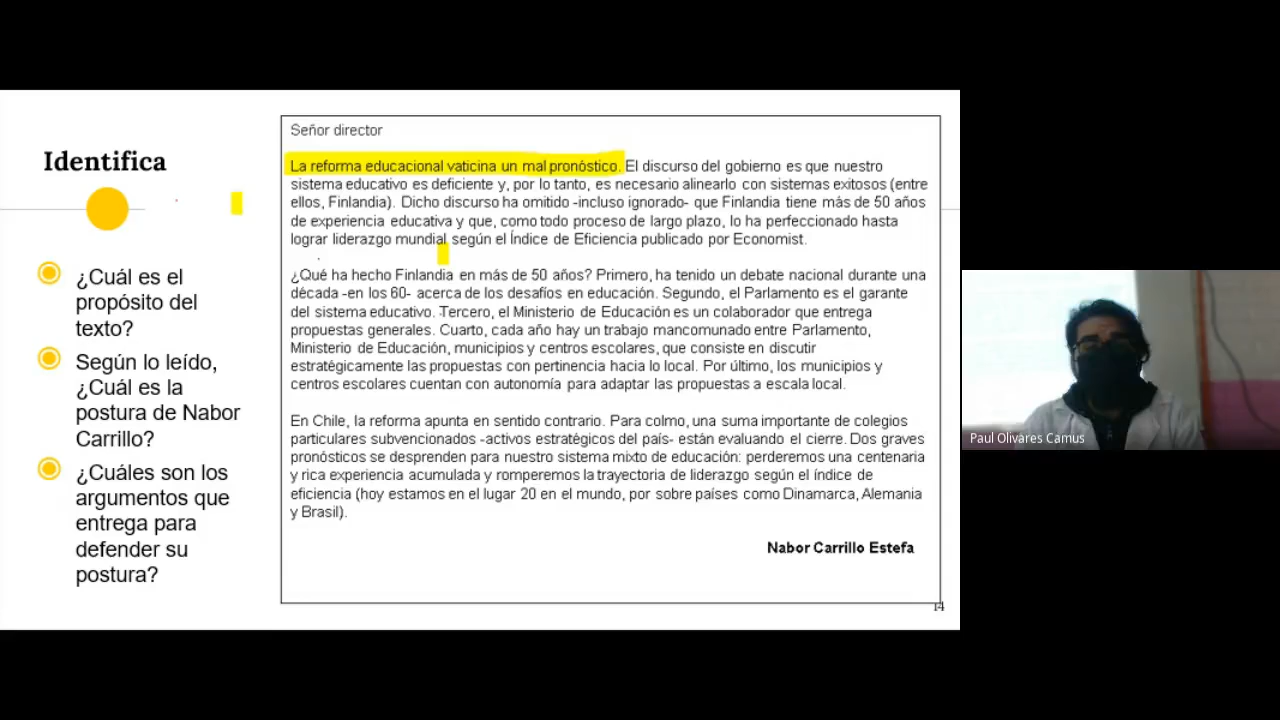 Identifica
¿Cuál es el
propósito del
texto?
Según lo leído,
¿Cuál es la
postura de Nabor
Carrillo?
¿Cuáles son los
argumentos que
entrega para
defender su
postura?
Señor director
La reforma educacional vaticina un mal pronóstico. El discurso del gobierno es que nuestro
sistema educativo es deficiente y, por lo tanto, es necesario alinearlo con sistemas exitosos (entre
ellos, Finlandia). Dicho discurso ha omitido -incluso ignorado- que Finlandia tiene más de 50 años
de experiencia educativa y que, como todo proceso de largo plazo, lo ha perfeccionado hasta
lograr liderazgo mundial según el Índice de Eficiencia publicado por Economist.
¿Qué ha hecho Finlandia en más de 50 años? Primero, ha tenido un debate nacional durante una
década -en los 60- acerca de los desafíos en educación. Segundo, el Parlamento es el garante
del sistema educativo. Tercero, el Ministerio de Educación es un colaborador que entrega
propuestas generales. Cuarto, cada año hay un trabajo mancomunado entre Parlamento,
Ministerio de Educación, municipios y centros escolares, que consiste en discutir
estratégicamente las propuestas con pertinencia hacia lo local. Por último, los municipios y
centros escolares cuentan con autonomía para adaptar las propuestas a escala local.
En Chile, la reforma apunta en sentido contrario. Para colmo, una suma importante de colegios
particulares subvencionados -activos estratégicos del país- están evaluando el cierre. Dos graves
pronósticos se desprenden para nuestro sistema mixto de educación: perderemos una centenaria
y rica experiencia acumulada y romperemos la trayectoria de liderazgo según el índice de
eficiencia (hoy estamos en el lugar 20 en el mundo, por sobre países como Dinamarca, Alemania
y Brasil).
Nabor Carrillo Estefa
14
Paul Olivares Camus